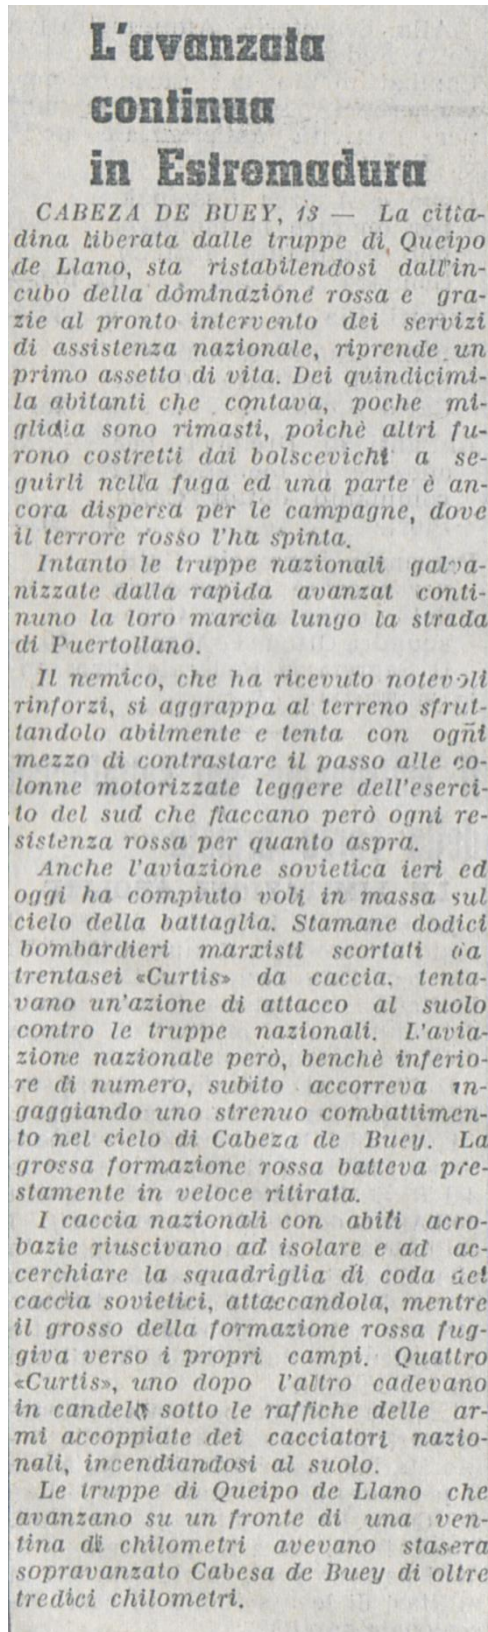 L'avanzata
continua
in Estremadura
CABEZA DE BUEY, 13 — La citta-
dina liberata dalle truppe di Queipo
de Llano, sta ristabilendosi dall'in-
cubo della dominazione rossa e gra-
zie al pronto intervento dei servizi
di assistenza nazionale, riprende un
primo assetto di vita. Dei quindicimi-
la abitanti che contava, poche mi-
gliaia sono rimasti, poichè altri fu-
rono costretti dai bolscevichi a se-
guirli nella fuga ed una parte è an-
cora dispersa per le campagne, dove
il terrore rosso l'ha spinta.
Intanto le truppe nazionali galva-
nizzate dalla rapida avanzat conti-
nuno la loro marcia lungo la strada
di Puertollano.
Il nemico, che ha ricevuto notevoli
rinforzi, si aggrappa al terreno sfrut-
tandolo abilmente e tenta con ogni
mezzo di contrastare il passo alle co-
lonne motorizzate leggere dell'eserci-
to del sud che fiaccano però ogni re-
sistenza rossa per quanto aspra.
Anche l'aviazione sovietica ieri ed
oggi ha compiuto voli in massa sul
cielo della battaglia. Stamane dodici
bombardieri marxisti scortati da
trentasei «Curtis» da caccia, tenta-
vano un'azione di attacco al suolo
contro le truppe nazionali. L'avia-
zione nazionale però, benchè inferio-
re di numero, subito accorreva in-
gaggiando uno strenuo combattimen-
to nel cielo di Cabeza de Buey. La
grossa formazione rossa batteva pre-
stamente in veloce ritirata.
I caccia nazionali con abili acro-
bazie riuscivano ad isolare e ad ac-
cerchiare la squadriglia di coda dei
caccia sovietici, attaccandola, mentre
il grosso della formazione rossa fug-
giva verso i propri campi. Quattro
«Curtis», uno dopo l'altro cadevano
in candela sotto le raffiche delle ar-
mi accoppiate dei cacciatori nazio-
nali, incendiandosi al suolo.
Le truppe di Queipo de Llano che
avanzano su un fronte di una ven-
tina di chilometri avevano stasera
sopravanzato Cabesa de Buey di oltre
tredici chilometri.